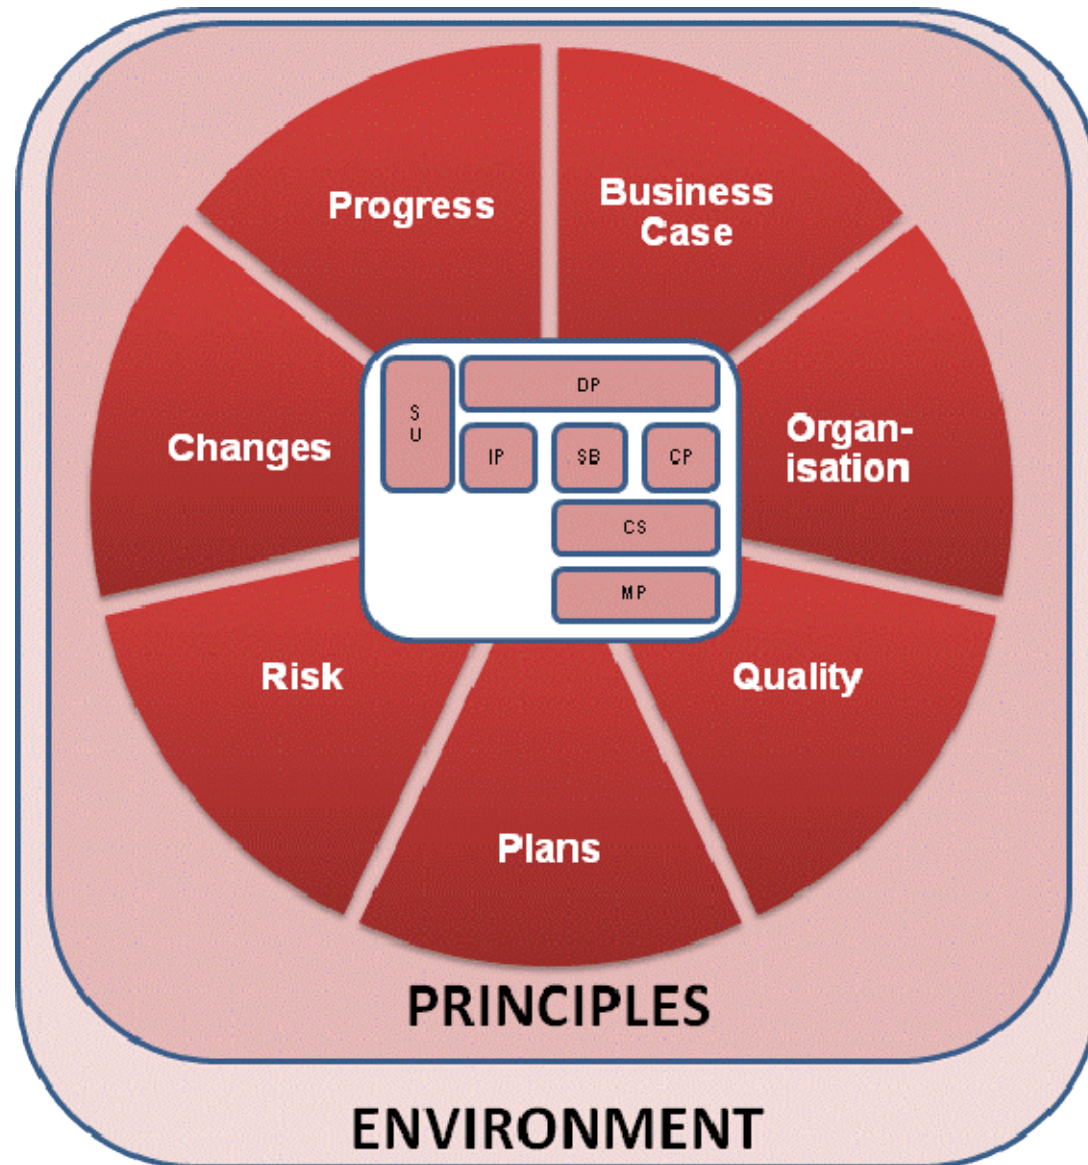 Progress
Business
Case
Changes
Organ-
isation
S
U
DP
IP
SB
CP
CS
MP
Risk
Quality
Plans
PRINCIPLES
ENVIRONMENT